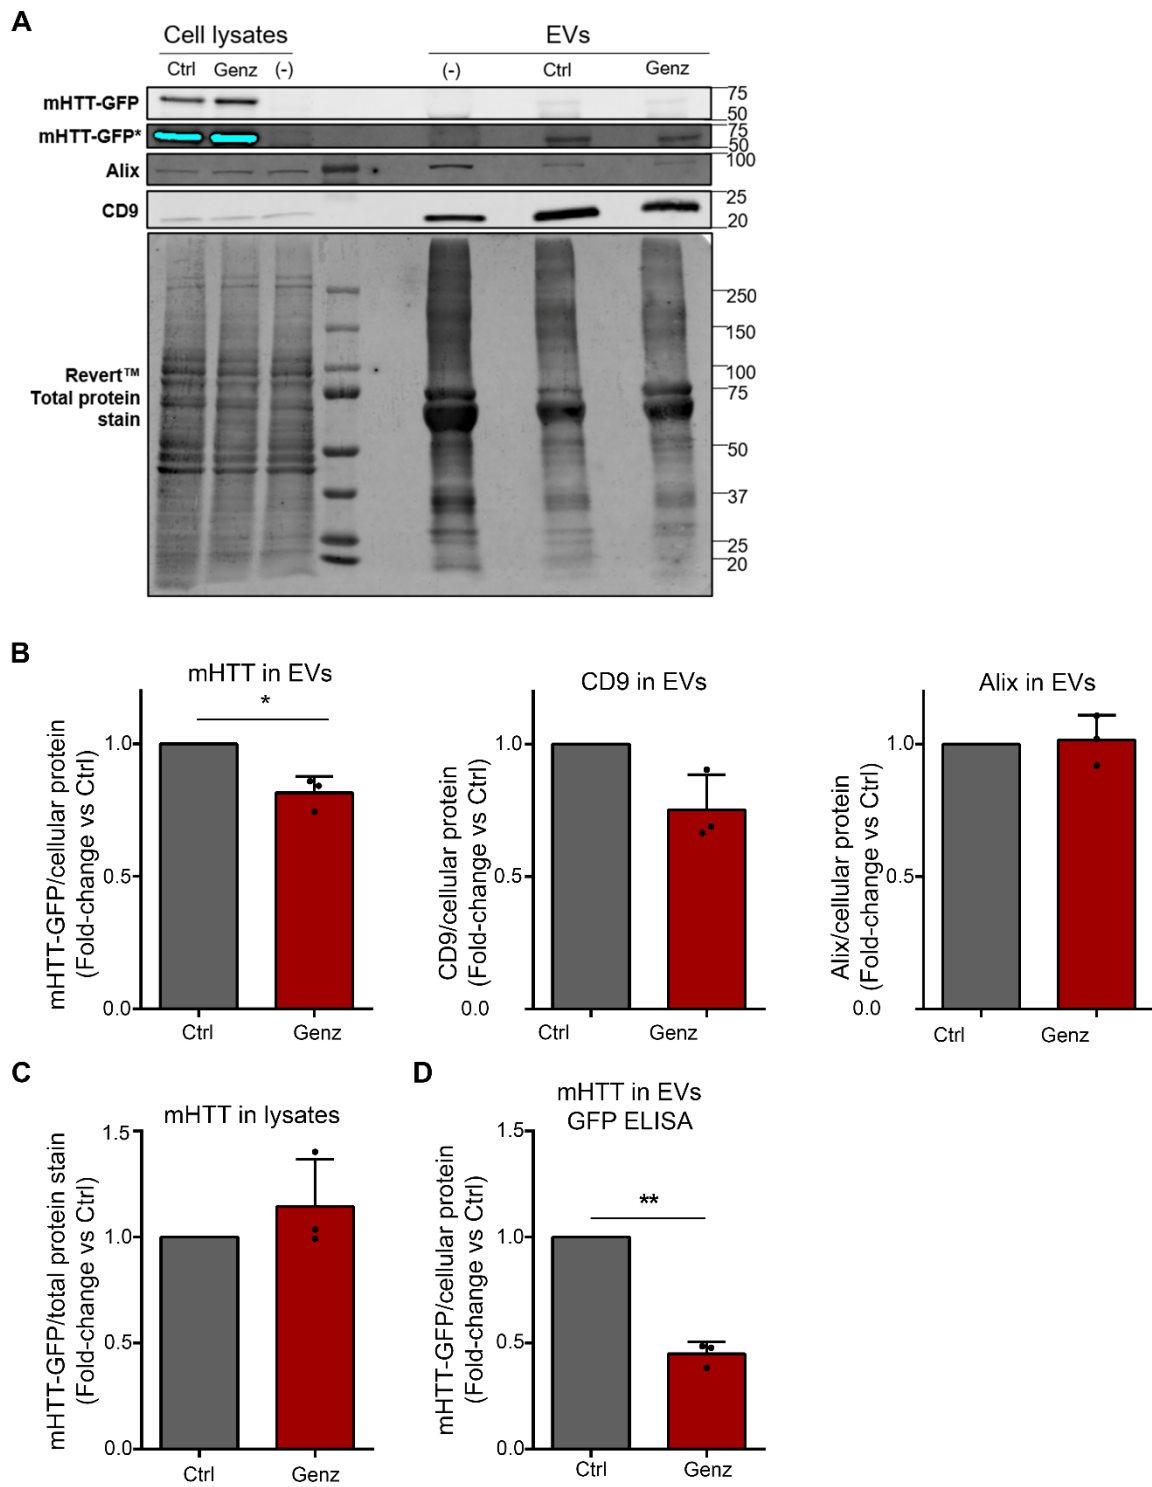 A
Cell lysates
EVs
Ctrl Genz (-)
(-) Ctrl Genz
mHTT-GFP
75
50
mHTT-GFP*
75
50
Alix
100
CD9
25
20
Revert™
Total protein
stain
250
150
100
75
50
37
25
20
B
mHTT in EVs
*
mHTT-GFP/cellular protein
(Fold-change vs Ctrl)
1.0
0.5
0.0
Ctrl Genz
CD9 in EVs
CD9/cellular protein
(Fold-change vs Ctrl)
1.0
0.5
0.0
Ctrl Genz
Alix in EVs
Alix/cellular protein
(Fold-change vs Ctrl)
1.0
0.5
0.0
Ctrl Genz
C
mHTT in lysates
mHTT-GFP/total protein stain
(Fold-change vs Ctrl)
1.5
1.0
0.5
0.0
Ctrl Genz
D
mHTT in EVs
GFP ELISA
**
mHTT-GFP/cellular protein
(Fold-change vs Ctrl)
1.5
1.0
0.5
0.0
Ctrl Genz